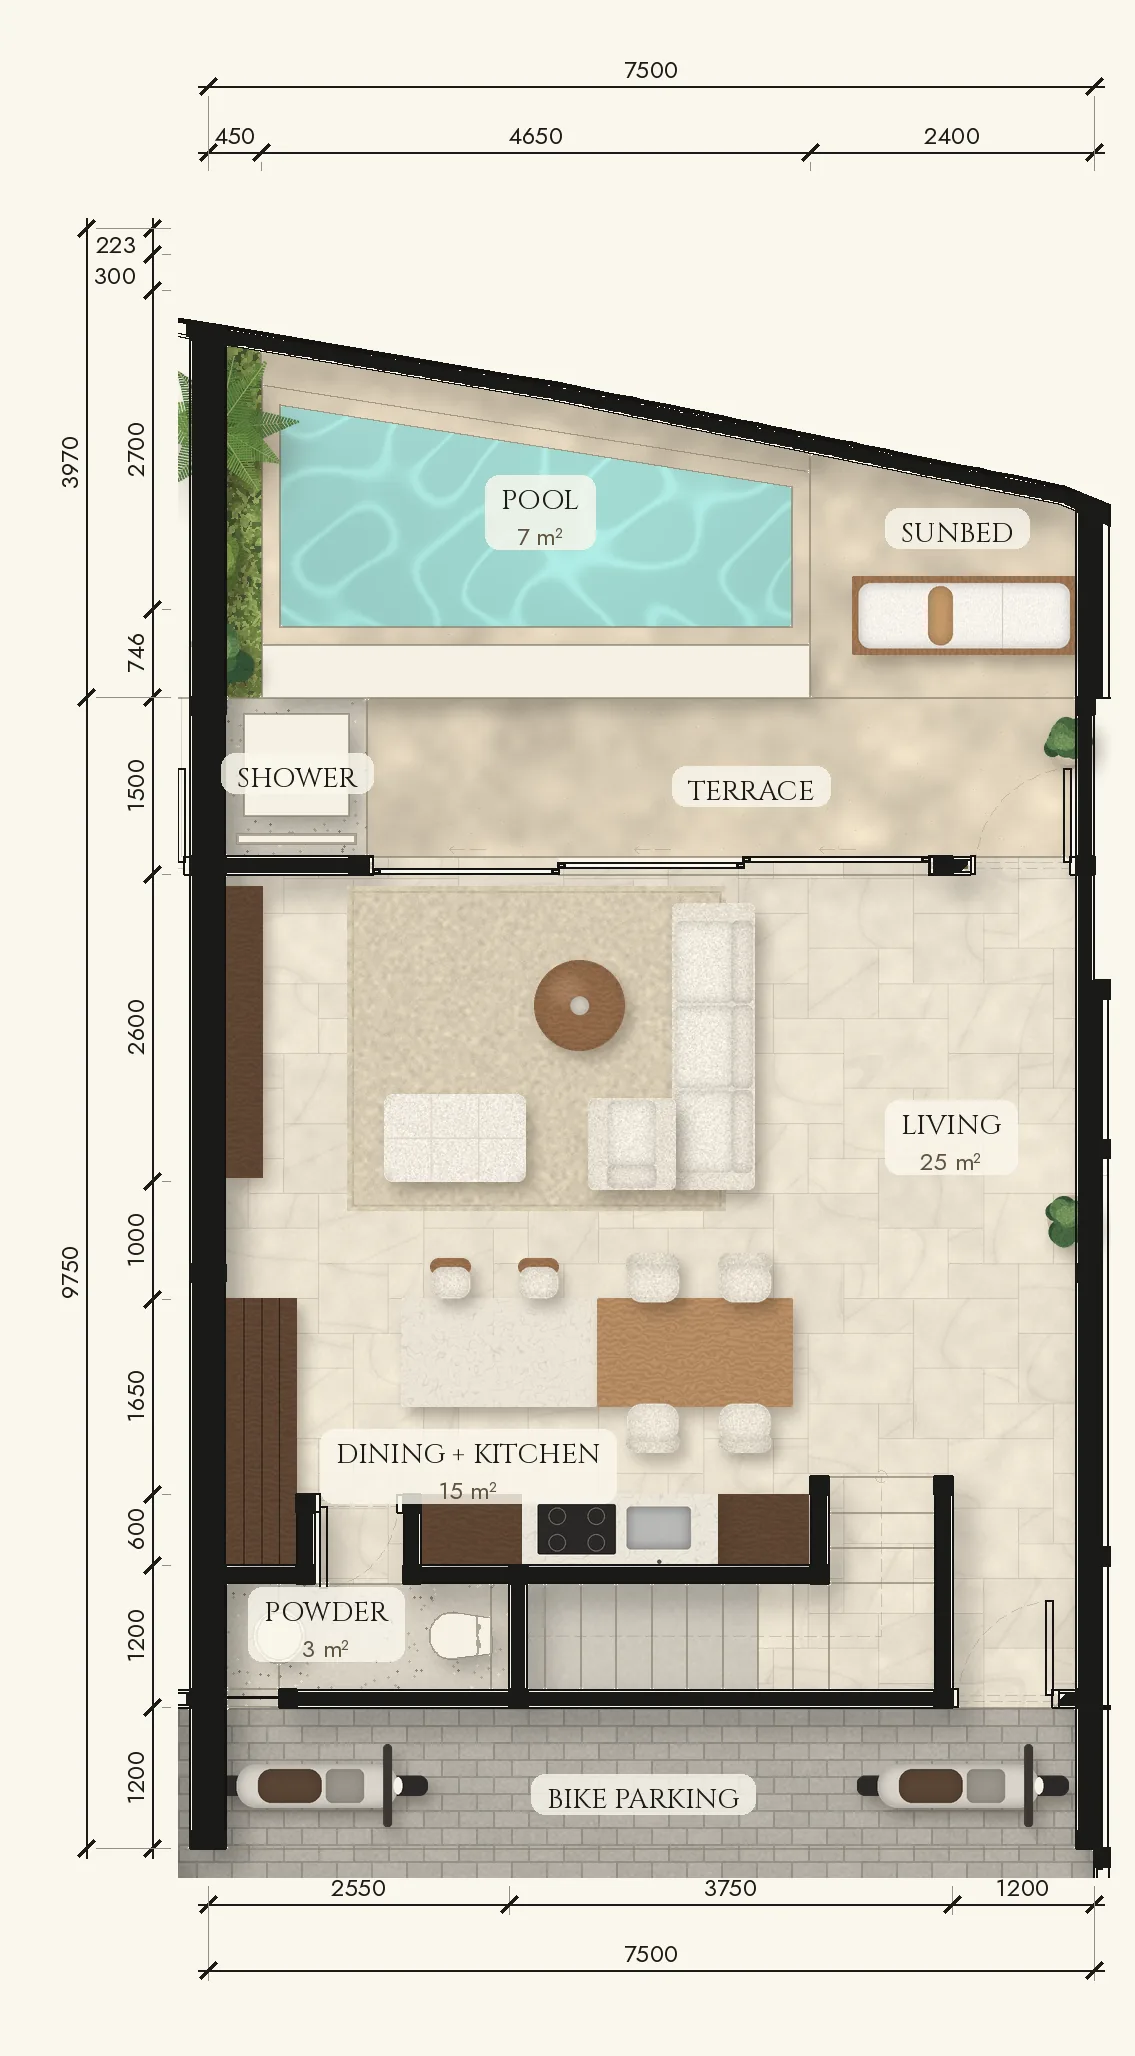 7500
450 4650 2400
223
300
3970
2700
746
1500
2600
1000
9750
1650
600
1200
1200
POOL
7 m²
SUNBED
SHOWER
TERRACE
LIVING
25 m²
DINING + KITCHEN
15 m²
POWDER
3 m²
BIKE PARKING
2550 3750 1200
7500